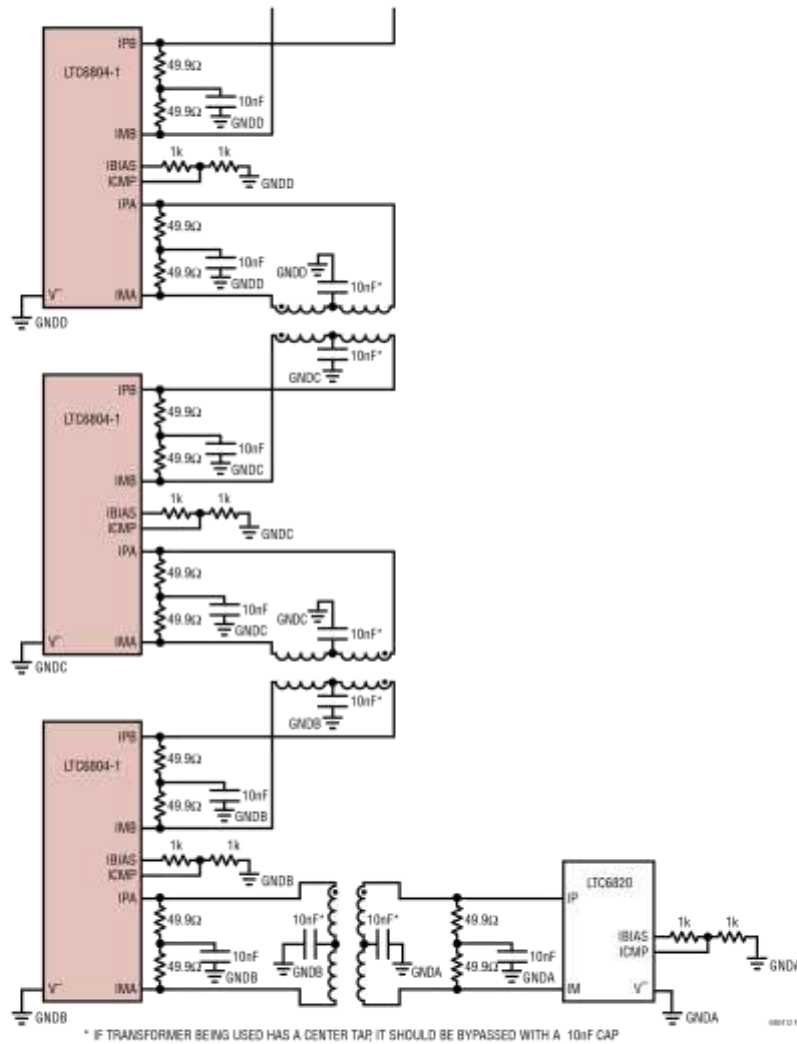 IPB
49.9Ω
LTC6804-1
10nF
49.9Ω
GNDD
IMB
1k 1k
IBIAS
ICMP
GNDD
IPA
49.9Ω
10nF
GNDD
10nF*
49.9Ω
GNDD
V⁻
IMA
GNDD
10nF*
GNDC
IPB
49.9Ω
LTC6804-1
10nF
49.9Ω
GNDC
IMB
1k 1k
IBIAS
ICMP
GNDC
IPA
49.9Ω
10nF
GNDC
10nF*
49.9Ω
GNDC
V⁻
IMA
GNDC
10nF*
GNDB
IPB
49.9Ω
LTC6804-1
10nF
49.9Ω
GNDB
IMB
1k 1k
IBIAS
ICMP
GNDB
LTC6820
IPA
IP
49.9Ω
10nF*
10nF*
49.9Ω
1k 1k
IBIAS
ICMP
10nF
10nF
GNDA
49.9Ω
GNDB
GNDB
GNDA
49.9Ω
GNDA
V⁻
IMA
IM
V⁻
GNDB
GNDA
* IF TRANSFORMER BEING USED HAS A CENTER TAP, IT SHOULD BE BYPASSED WITH A 10nF CAP